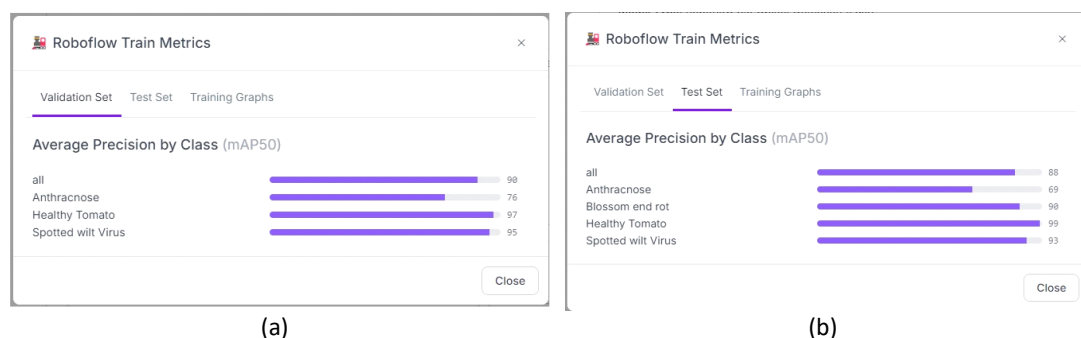 Roboflow Train Metrics ×
Validation Set Test Set Training Graphs
Average Precision by Class (mAP50)
all 90
Anthracnose 76
Healthy Tomato 97
Spotted wilt Virus 95
Close
(a)
Roboflow Train Metrics ×
Validation Set Test Set Training Graphs
Average Precision by Class (mAP50)
all 88
Anthracnose 69
Blossom end rot 90
Healthy Tomato 99
Spotted wilt Virus 93
Close
(b)